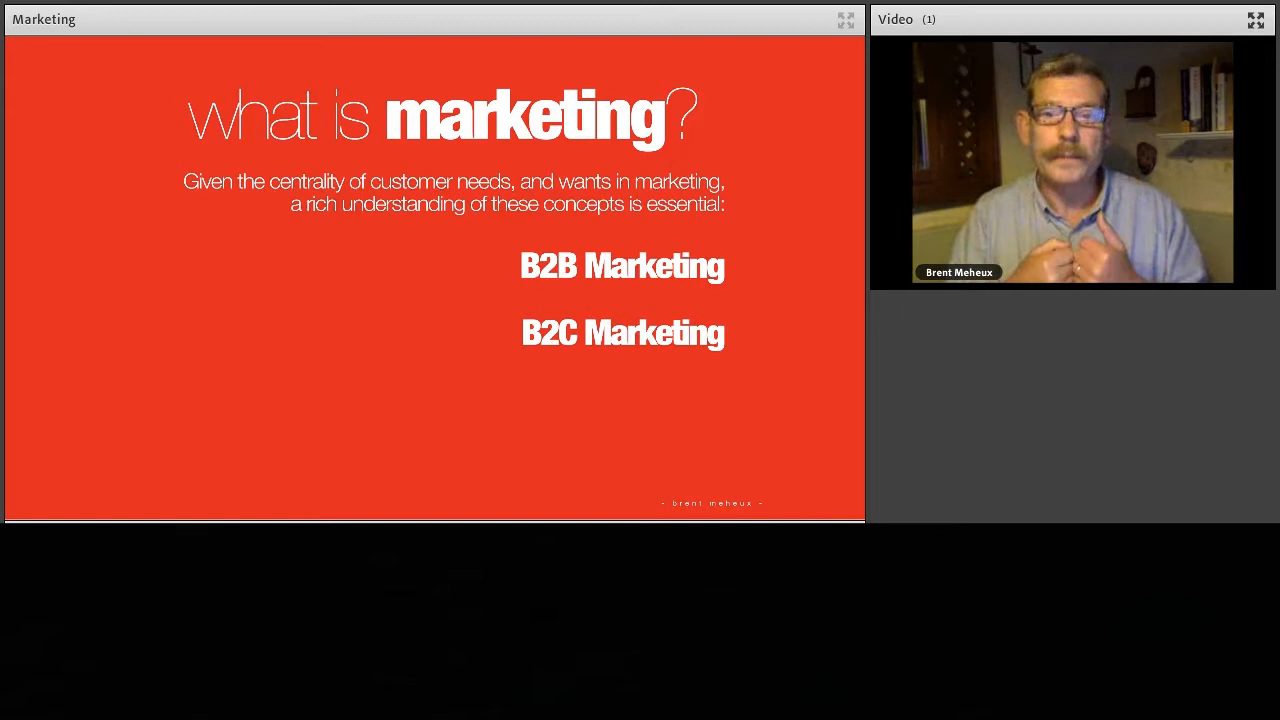 Marketing
what is marketing?
Given the centrality of customer needs, and wants in marketing,
a rich understanding of these concepts is essential:
B2B Marketing
B2C Marketing
- brent meheux -
Video (1)
Brent Meheux